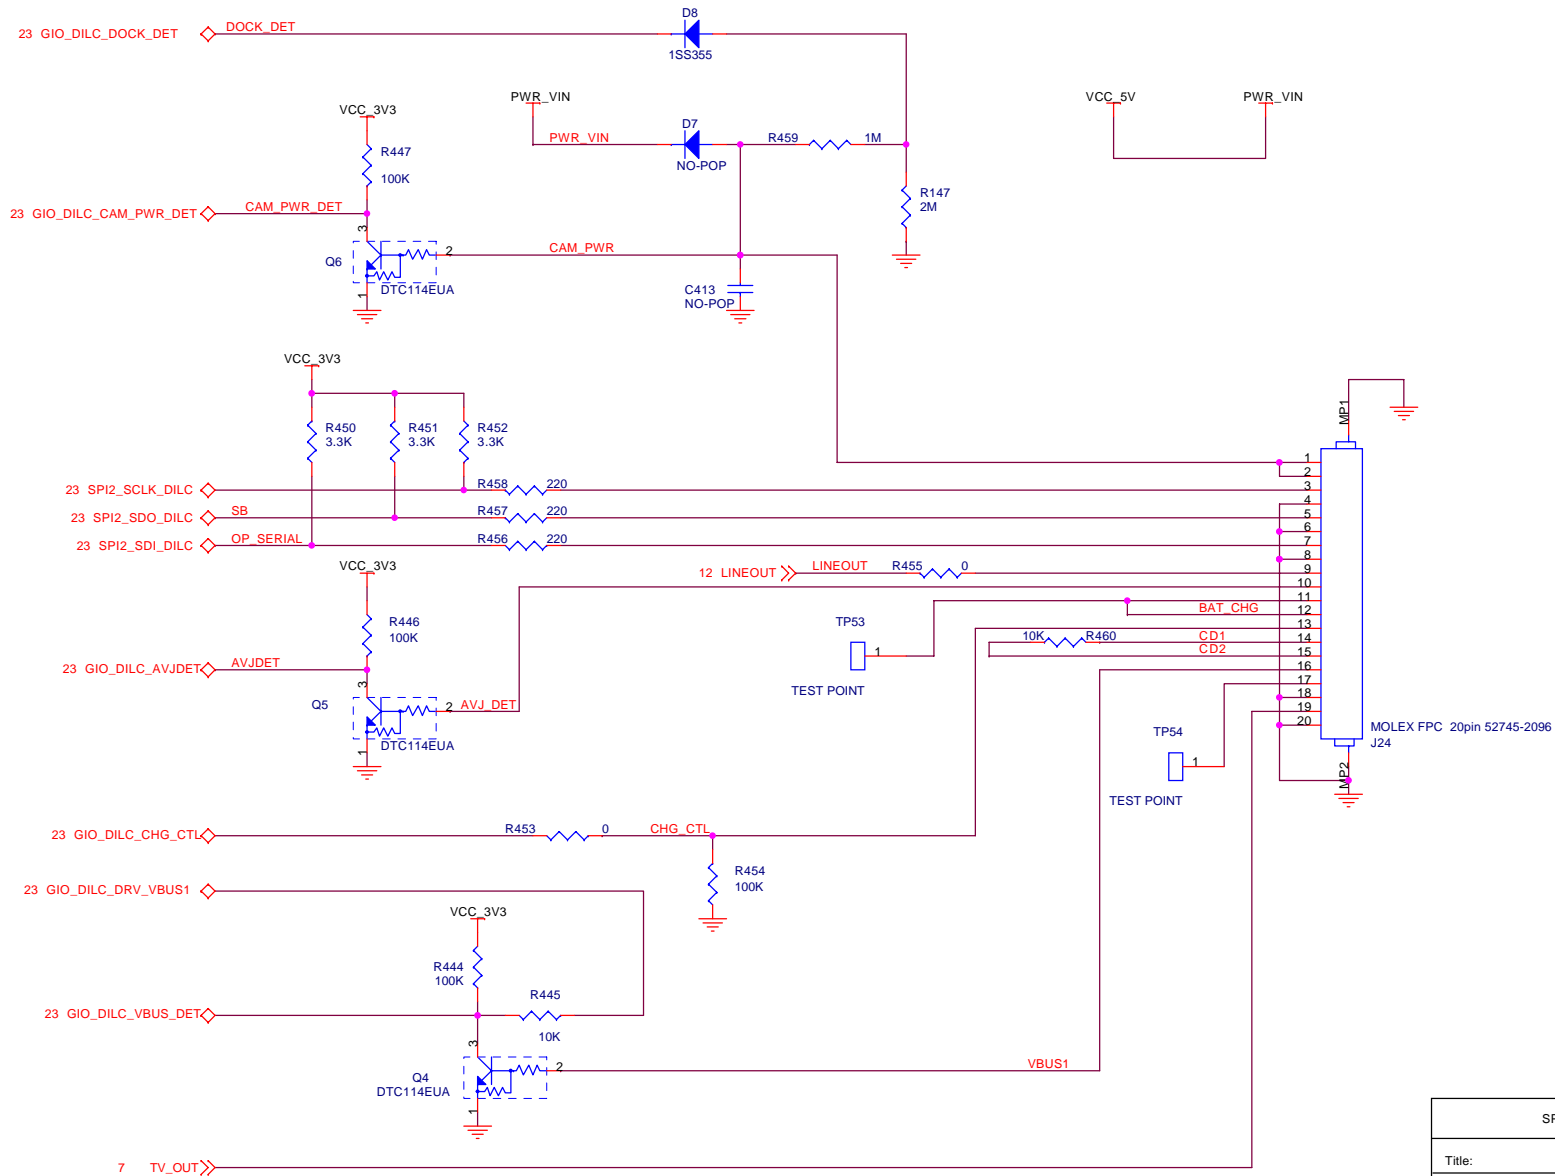 D8
23 GIO_DILC_DOCK_DET DOCK_DET
1SS355
VCC_3V3 PWR_VIN VCC_5V PWR_VIN
D7
PWR_VIN R459 1M
NO-POP
R447
100K
R147
2M
23 GIO_DILC_CAM_PWR_DET CAM_PWR_DET
3
2 CAM_PWR
Q6
DTC114EUA
1
C413
NO-POP
VCC_3V3
MP1
R450 R451 R452
3.3K 3.3K 3.3K
1
2
23 SPI2_SCLK_DILC R458 220 3
4
23 SPI2_SDO_DILC SB R457 220 5
6
23 SPI2_SDI_DILC OP_SERIAL R456 220 7
8
VCC_3V3
12 LINEOUT LINEOUT R455 0 9
10
11
BAT_CHG 12
13
10K R460 CD1 14
CD2 15
16
17
18
19
20
R446
100K
TP53
1
TEST POINT
23 GIO_DILC_AVJDET AVJDET
3
Q5
2 AVJ_DET
DTC114EUA
1
MOLEX FPC 20pin 52745-2096
J24
TP54
1
MP2
TEST POINT
23 GIO_DILC_CHG_CTL R453 0 CHG_CTL
R454
100K
23 GIO_DILC_DRV_VBUS1
VCC_3V3
R444
100K
R445
23 GIO_DILC_VBUS_DET
10K
3
2 VBUS1
Q4
DTC114EUA
1
7 TV_OUT
Title: